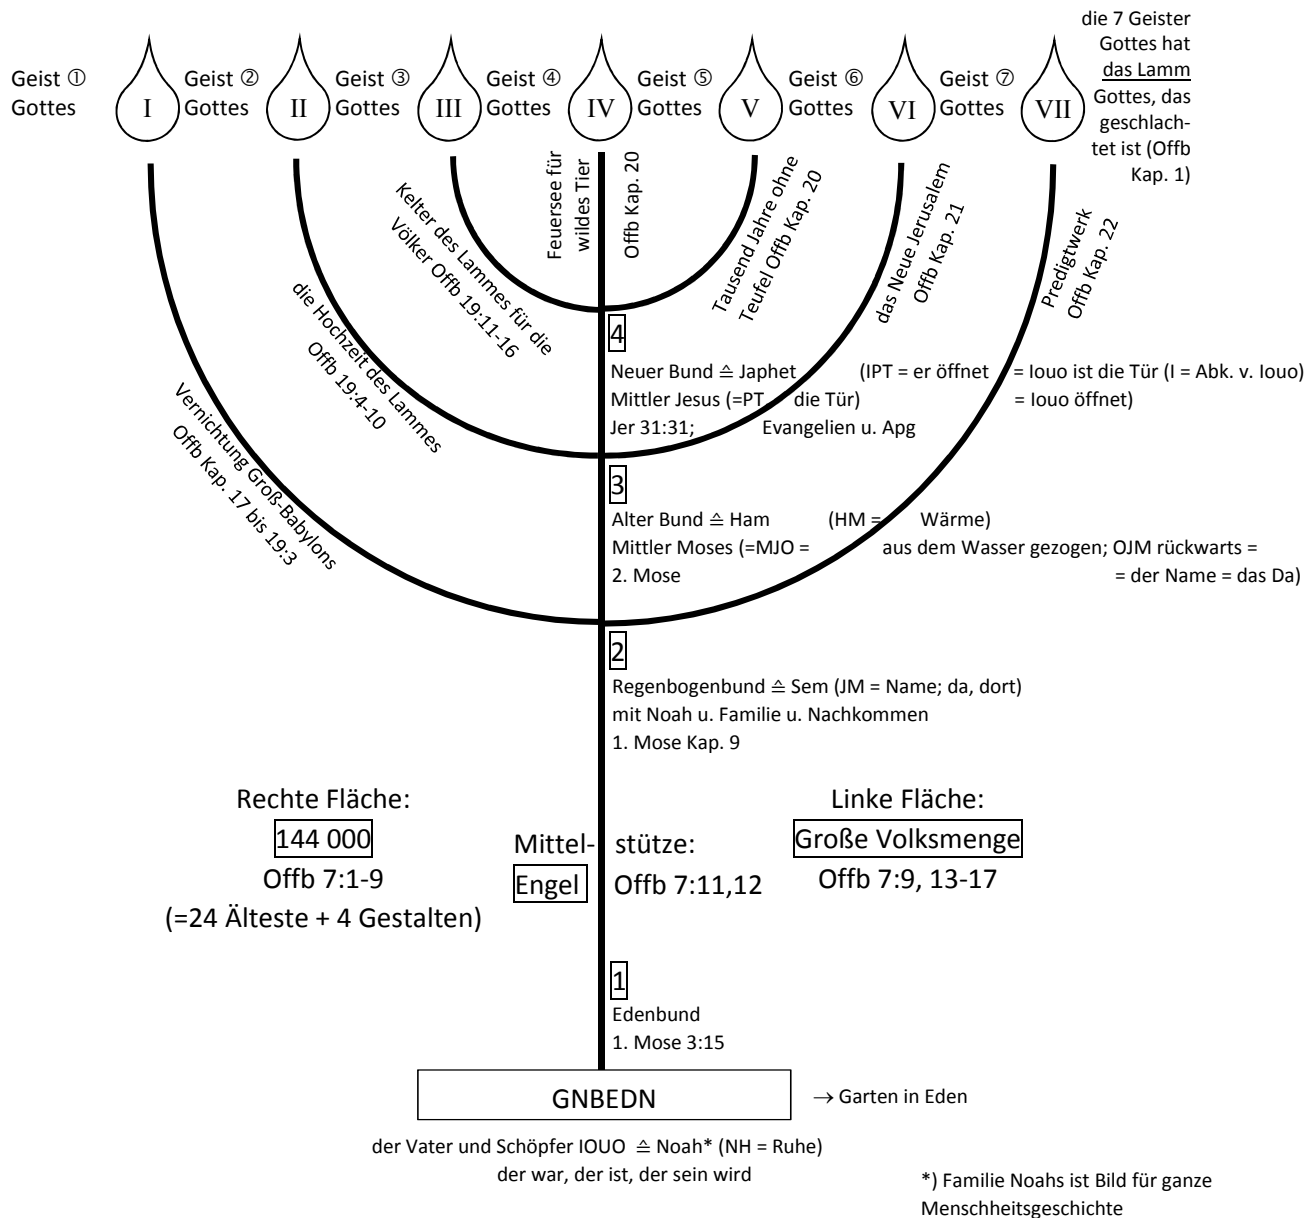 die 7 Geister
Gottes hat
das Lamm
Gottes, das
geschlach-
tet ist (Offb
Kap. 1)
Geist ①
Gottes
I
Geist ②
Gottes
II
Geist ③
Gottes
III
Geist ④
Gottes
IV
Geist ⑤
Gottes
V
Geist ⑥
Gottes
VI
Geist ⑦
Gottes
VII
Vernichtung Groß-Babylons
Offb Kap. 17 bis 19:3
die Hochzeit des Lammes
Offb 19:4-10
Kelter des Lammes für die
Völker Offb 19:11-16
Feuersee für
wildes Tier
Offb Kap. 20
Tausend Jahre ohne
Teufel Offb Kap. 20
das Neue Jerusalem
Offb Kap. 21
Predigtwerk
Offb Kap. 22
4
Neuer Bund ≙ Japhet (IPT = er öffnet = Iouo ist die Tür (I = Abk. v. Iouo)
Mittler Jesus (=PT die Tür) = Iouo öffnet)
Jer 31:31; Evangelien u. Apg
3
Alter Bund ≙ Ham (HM = Wärme)
Mittler Moses (=MJO = aus dem Wasser gezogen; OJM rückwarts =
2. Mose = der Name = das Da)
2
Regenbogenbund ≙ Sem (JM = Name; da, dort)
mit Noah u. Familie u. Nachkommen
1. Mose Kap. 9
Rechte Fläche:
144 000
Offb 7:1-9
(=24 Älteste + 4 Gestalten)
Mittel- stütze:
Engel Offb 7:11,12
Linke Fläche:
Große Volksmenge
Offb 7:9, 13-17
1
Edenbund
1. Mose 3:15
GNBEDN → Garten in Eden
der Vater und Schöpfer IOUO ≙ Noah* (NH = Ruhe)
der war, der ist, der sein wird
*) Familie Noahs ist Bild für ganze
Menschheitsgeschichte